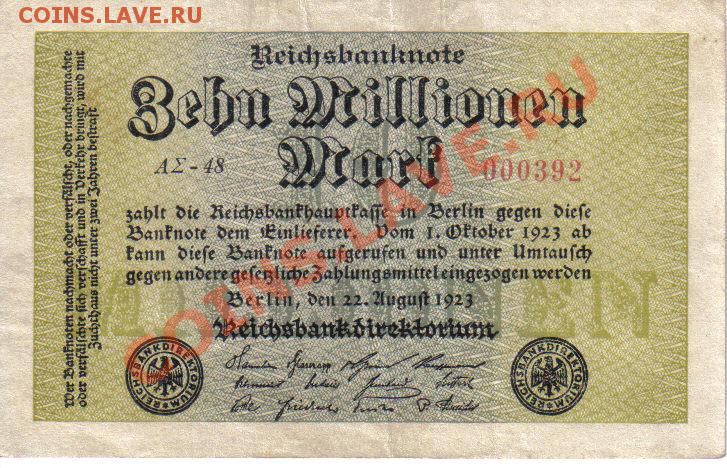 COINS.LAVE.RU
Reichsbanknote
Zehn Millionen
Mark
AΣ-48
000392
zahlt die Reichsbankhauptkasse in Berlin gegen diese
Banknote dem Einlieferer. Vom 1. Oktober 1923 ab
kann diese Banknote aufgerufen und unter Umtausch
gegen andere gesetzliche Zahlungsmittel eingezogen werden
Berlin, den 22. August 1923
Reichsbankdirektorium
Wer Banknoten nachmacht oder verfälscht, oder nachgemachte
oder verfälschte sich verschafft und in Verkehr bringt, wird mit
Zuchthaus nicht unter zwei Jahren bestraft
REICHSBANKDIREKTORIUM
REICHSBANKDIREKTORIUM
COINS.LAVE.RU